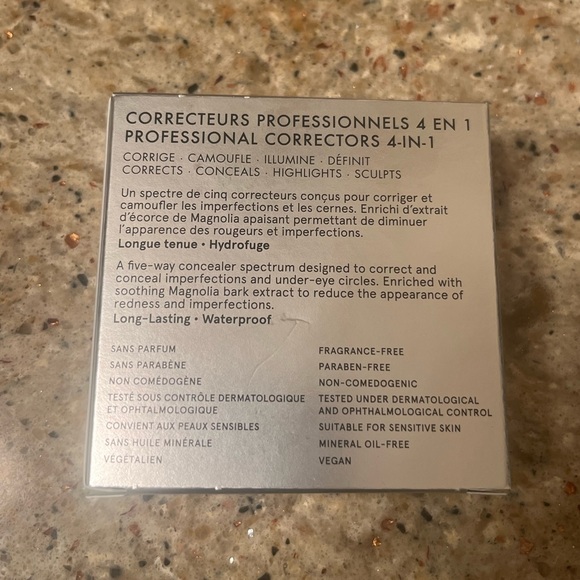 CORRECTEURS PROFESSIONNELS 4 EN 1
PROFESSIONAL CORRECTORS 4-IN-1
CORRIGE · CAMOUFLE · ILLUMINE · DÉFINIT
CORRECTS · CONCEALS · HIGHLIGHTS · SCULPTS
Un spectre de cinq correcteurs conçus pour corriger et
camoufler les imperfections et les cernes. Enrichi d'extrait
d'écorce de Magnolia apaisant permettant de diminuer
l'apparence des rougeurs et imperfections.
Longue tenue • Hydrofuge
A five-way concealer spectrum designed to correct and
conceal imperfections and under-eye circles. Enriched with
soothing Magnolia bark extract to reduce the appearance of
redness and imperfections.
Long-Lasting • Waterproof
SANS PARFUM
SANS PARABÈNE
NON COMÉDOGÈNE
TESTÉ SOUS CONTRÔLE DERMATOLOGIQUE
ET OPHTALMOLOGIQUE
CONVIENT AUX PEAUX SENSIBLES
SANS HUILE MINÉRALE
VÉGÉTALIEN
FRAGRANCE-FREE
PARABEN-FREE
NON-COMEDOGENIC
TESTED UNDER DERMATOLOGICAL
AND OPHTHALMOLOGICAL CONTROL
SUITABLE FOR SENSITIVE SKIN
MINERAL OIL-FREE
VEGAN